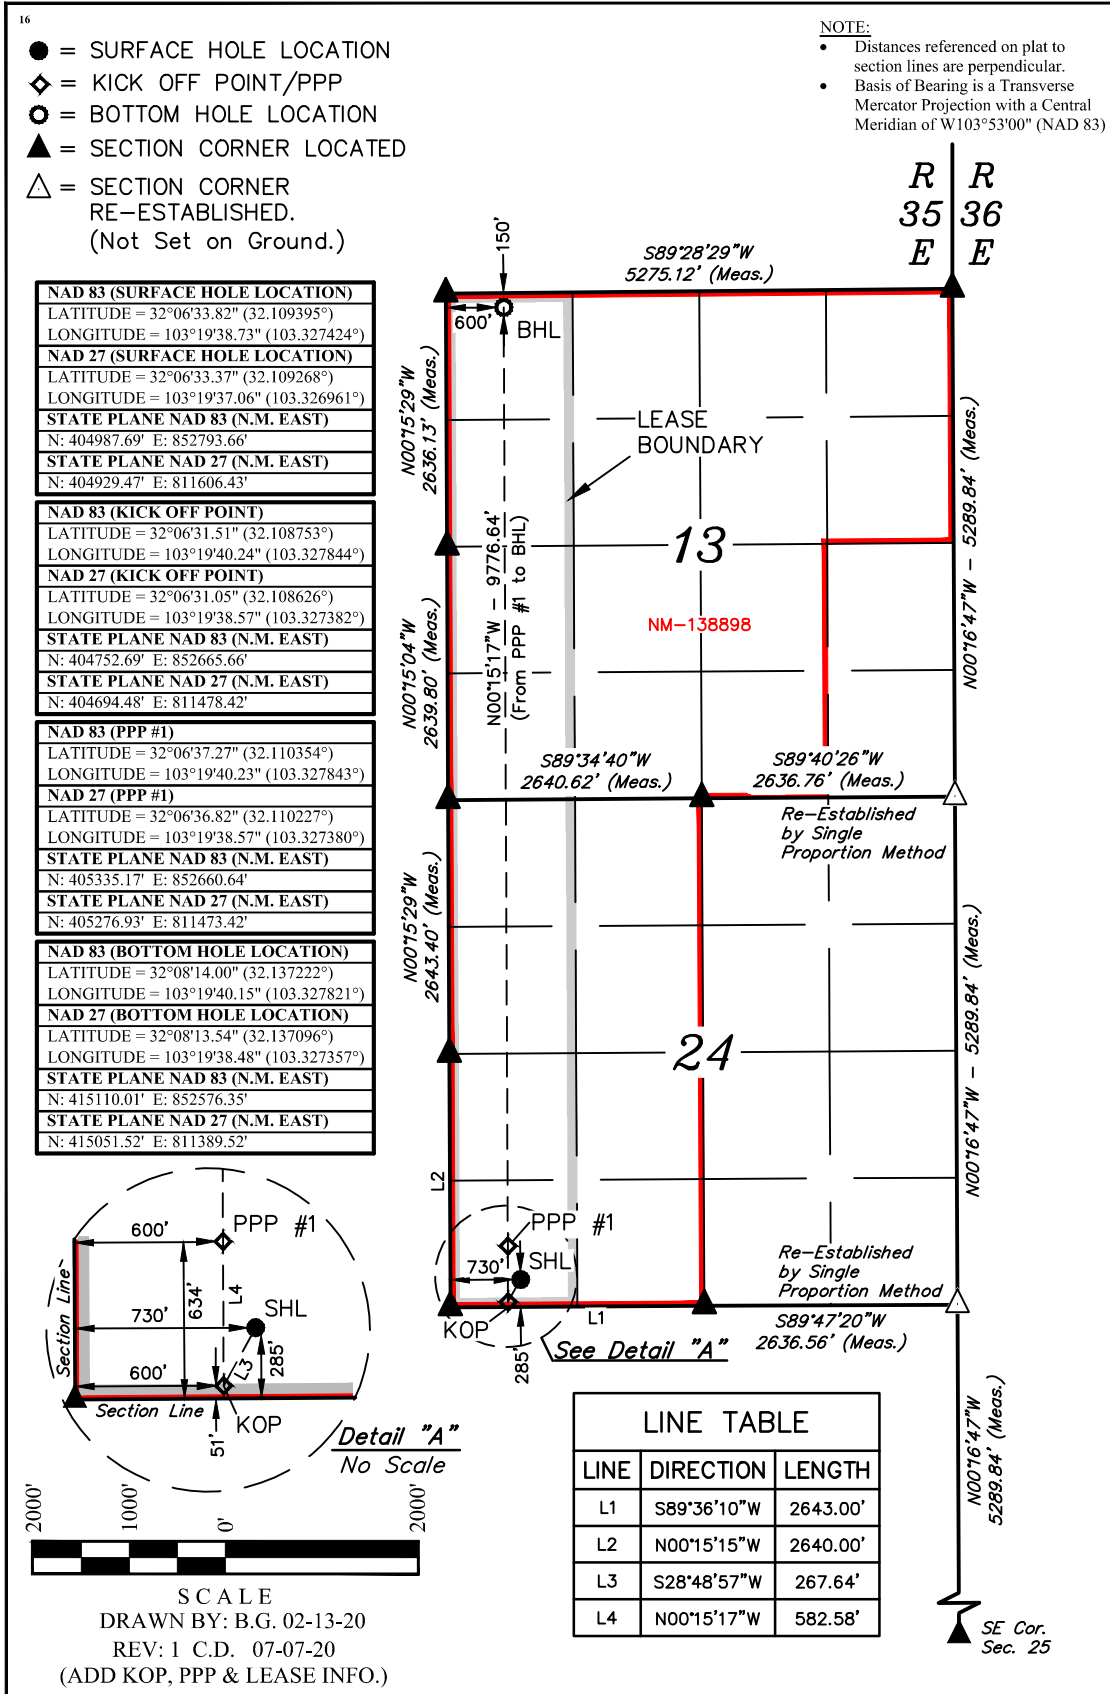 16
● = SURFACE HOLE LOCATION
= KICK OFF POINT/PPP
= BOTTOM HOLE LOCATION
▲ = SECTION CORNER LOCATED
△ = SECTION CORNER
RE-ESTABLISHED.
(Not Set on Ground.)
NOTE:
• Distances referenced on plat to
section lines are perpendicular.
• Basis of Bearing is a Transverse
Mercator Projection with a Central
Meridian of W103°53'00" (NAD 83)
R R
35 36
E E
NAD 83 (SURFACE HOLE LOCATION)
LATITUDE = 32°06'33.82" (32.109395°)
LONGITUDE = 103°19'38.73" (103.327424°)
NAD 27 (SURFACE HOLE LOCATION)
LATITUDE = 32°06'33.37" (32.109268°)
LONGITUDE = 103°19'37.06" (103.326961°)
STATE PLANE NAD 83 (N.M. EAST)
N: 404987.69' E: 852793.66'
STATE PLANE NAD 27 (N.M. EAST)
N: 404929.47' E: 811606.43'
NAD 83 (KICK OFF POINT)
LATITUDE = 32°06'31.51" (32.108753°)
LONGITUDE = 103°19'40.24" (103.327844°)
NAD 27 (KICK OFF POINT)
LATITUDE = 32°06'31.05" (32.108626°)
LONGITUDE = 103°19'38.57" (103.327382°)
STATE PLANE NAD 83 (N.M. EAST)
N: 404752.69' E: 852665.66'
STATE PLANE NAD 27 (N.M. EAST)
N: 404694.48' E: 811478.42'
NAD 83 (PPP #1)
LATITUDE = 32°06'37.27" (32.110354°)
LONGITUDE = 103°19'40.23" (103.327843°)
NAD 27 (PPP #1)
LATITUDE = 32°06'36.82" (32.110227°)
LONGITUDE = 103°19'38.57" (103.327380°)
STATE PLANE NAD 83 (N.M. EAST)
N: 405335.17' E: 852660.64'
STATE PLANE NAD 27 (N.M. EAST)
N: 405276.93' E: 811473.42'
NAD 83 (BOTTOM HOLE LOCATION)
LATITUDE = 32°08'14.00" (32.137222°)
LONGITUDE = 103°19'40.15" (103.327821°)
NAD 27 (BOTTOM HOLE LOCATION)
LATITUDE = 32°08'13.54" (32.137096°)
LONGITUDE = 103°19'38.48" (103.327357°)
STATE PLANE NAD 83 (N.M. EAST)
N: 415110.01' E: 852576.35'
STATE PLANE NAD 27 (N.M. EAST)
N: 415051.52' E: 811389.52'
150'
S89°28'29"W
5275.12' (Meas.)
600'
BHL
N00°15'29"W
2636.13' (Meas.)
LEASE
BOUNDARY
N00°16'47"W - 5289.84' (Meas.)
13
N00°15'17"W - 9776.64'
(From PPP #1 to BHL)
NM-138898
N00°15'04"W
2639.80' (Meas.)
S89°34'40"W
2640.62' (Meas.)
S89°40'26"W
2636.76' (Meas.)
Re-Established
by Single
Proportion Method
N00°15'29"W
2643.40' (Meas.)
N00°16'47"W - 5289.84' (Meas.)
24
L2
PPP #1
SHL
730'
KOP
285'
L1
See Detail "A"
Re-Established
by Single
Proportion Method
S89°47'20"W
2636.56' (Meas.)
N00°16'47"W
5289.84' (Meas.)
SE Cor.
Sec. 25
600'
PPP #1
634'
L4
Section Line
730'
SHL
L3
285'
600'
Section Line
51'
KOP
Detail "A"
No Scale
LINE TABLE
LINE DIRECTION LENGTH
L1 S89°36'10"W 2643.00'
L2 N00°15'15"W 2640.00'
L3 S28°48'57"W 267.64'
L4 N00°15'17"W 582.58'
2000' 1000' 0' 2000'
SCALE
DRAWN BY: B.G. 02-13-20
REV: 1 C.D. 07-07-20
(ADD KOP, PPP & LEASE INFO.)